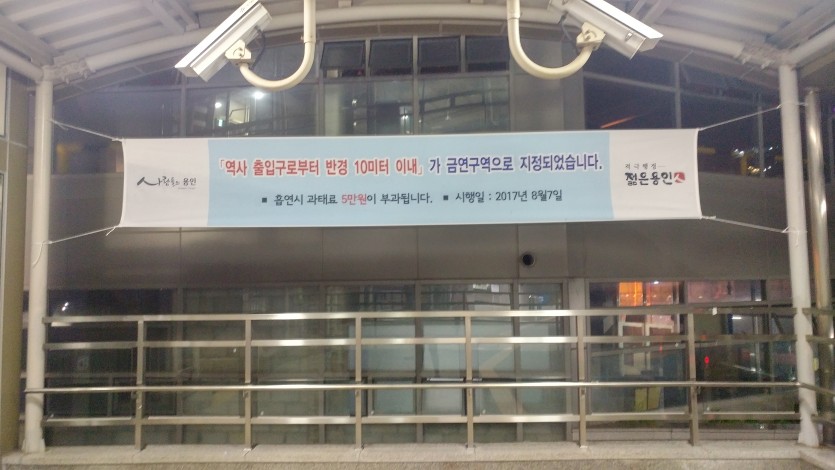 「역사 출입구로부터 반경 10미터 이내」가 금연구역으로 지정되었습니다.
■ 흡연시 과태료 5만원이 부과됩니다. ■ 시행일 : 2017년 8월7일
사람들의 용인
젊은용인